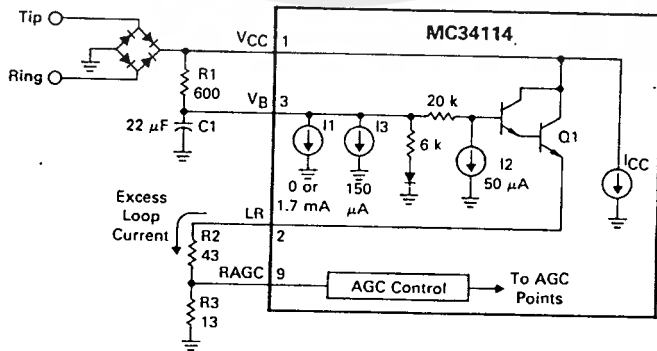 Tip
Ring
VCC
1
MC34114
R1
600
VB
3
20 k
22 µF
C1
I1
I3
6 k
Q1
I2
50 µA
ICC
0 or
1.7 mA
150
µA
Excess
Loop
Current
LR
2
R2
43
RAGC
9
AGC Control
To AGC
Points
R3
13